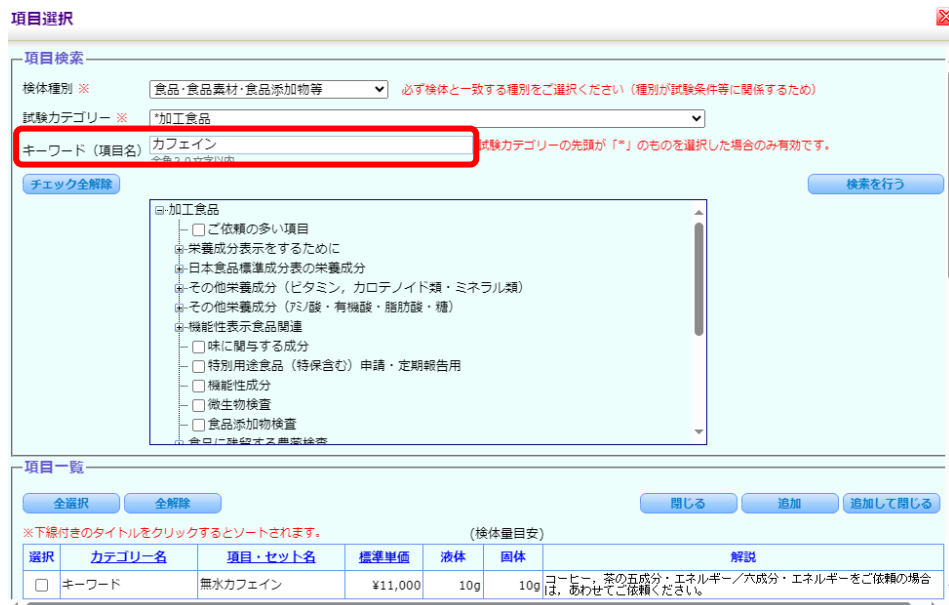 項目選択
項目検索
検体種別 ※ 食品・食品素材・食品添加物等 必ず検体と一致する種別をご選択ください（種別が試験条件等に関係するため）
試験カテゴリー ※ *加工食品
キーワード（項目名） カフェイン 試験カテゴリーの先頭が「*」のものを選択した場合のみ有効です。
全角２０文字以内
チェック全解除 検索を行う
加工食品
ご依頼の多い項目
栄養成分表示をするために
日本食品標準成分表の栄養成分
その他栄養成分（ビタミン，カロテノイド類・ミネラル類）
その他栄養成分（ｱﾐﾉ酸・有機酸・脂肪酸・糖）
機能性表示食品関連
味に関与する成分
特別用途食品（特保含む）申請・定期報告用
機能性成分
微生物検査
食品添加物検査
食品に残留する農薬検査
項目一覧
全選択 全解除 閉じる 追加 追加して閉じる
※下線付きのタイトルをクリックするとソートされます。 (検体量目安)
選択 カテゴリー名 項目・セット名 標準単価 液体 固体 解説
キーワード 無水カフェイン ¥11,000 10g 10g コーヒー，茶の五成分・エネルギー／六成分・エネルギーをご依頼の場合
は，あわせてご依頼ください。